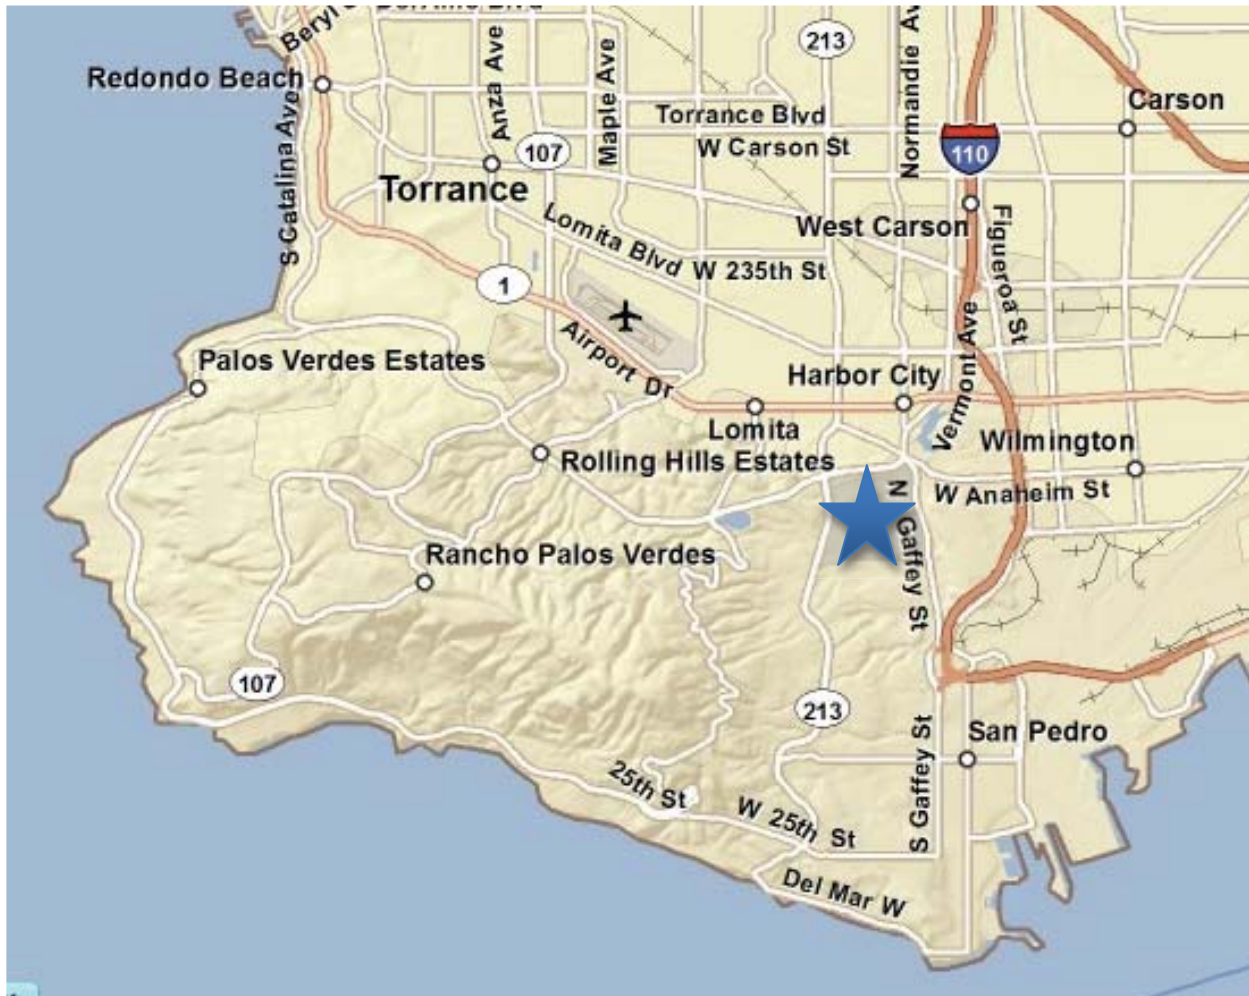 Beryl
213
Redondo Beach
Anza Ave
Maple Ave
Normandie Av
Carson
Torrance Blvd
107
W Carson St
110
S Catalina Ave
Torrance
Lomita Blvd
West Carson
Figueroa St
W 235th St
1
Airport Dr
Palos Verdes Estates
Harbor City
Vermont Ave
Lomita
Wilmington
Rolling Hills Estates
W Anaheim St
N Gaffey St
Rancho Palos Verdes
107
213
San Pedro
S Gaffey St
25th St
W 25th St
Del Mar W